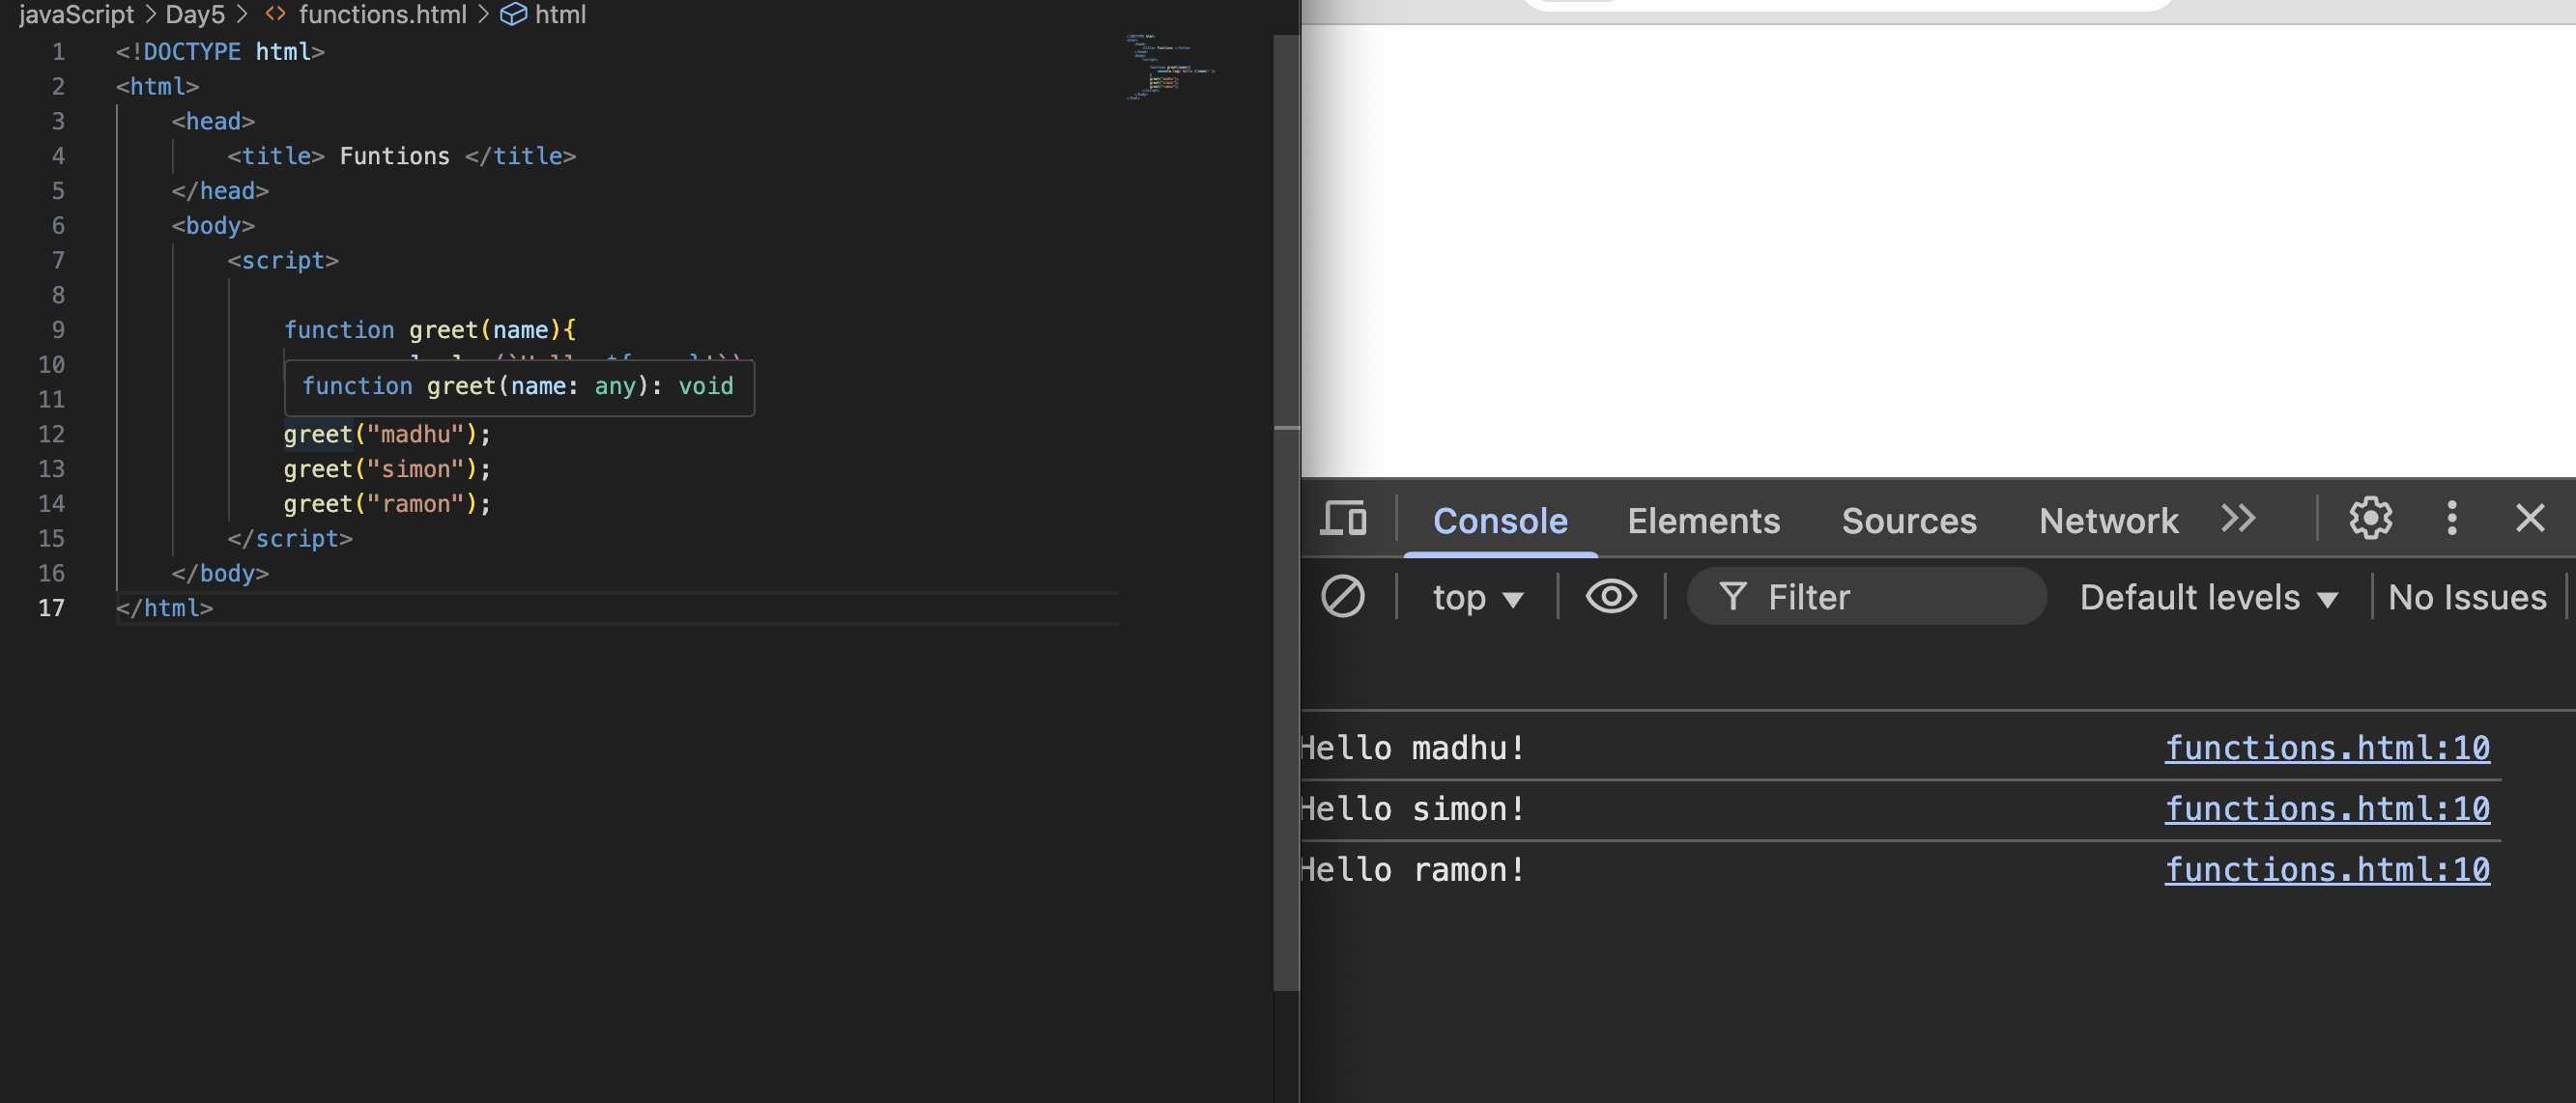 javaScript > Day5 > <> functions.html > html
1 <!DOCTYPE html>
2 <html>
3 <head>
4 <title> Funtions </title>
5 </head>
6 <body>
7 <script>
8
9 function greet(name){
10
function greet(name: any): void
11
12 greet("madhu");
13 greet("simon");
14 greet("ramon");
15 </script>
16 </body>
17 </html>
Console Elements Sources Network
top Filter Default levels No Issues
Hello madhu! functions.html:10
Hello simon! functions.html:10
Hello ramon! functions.html:10